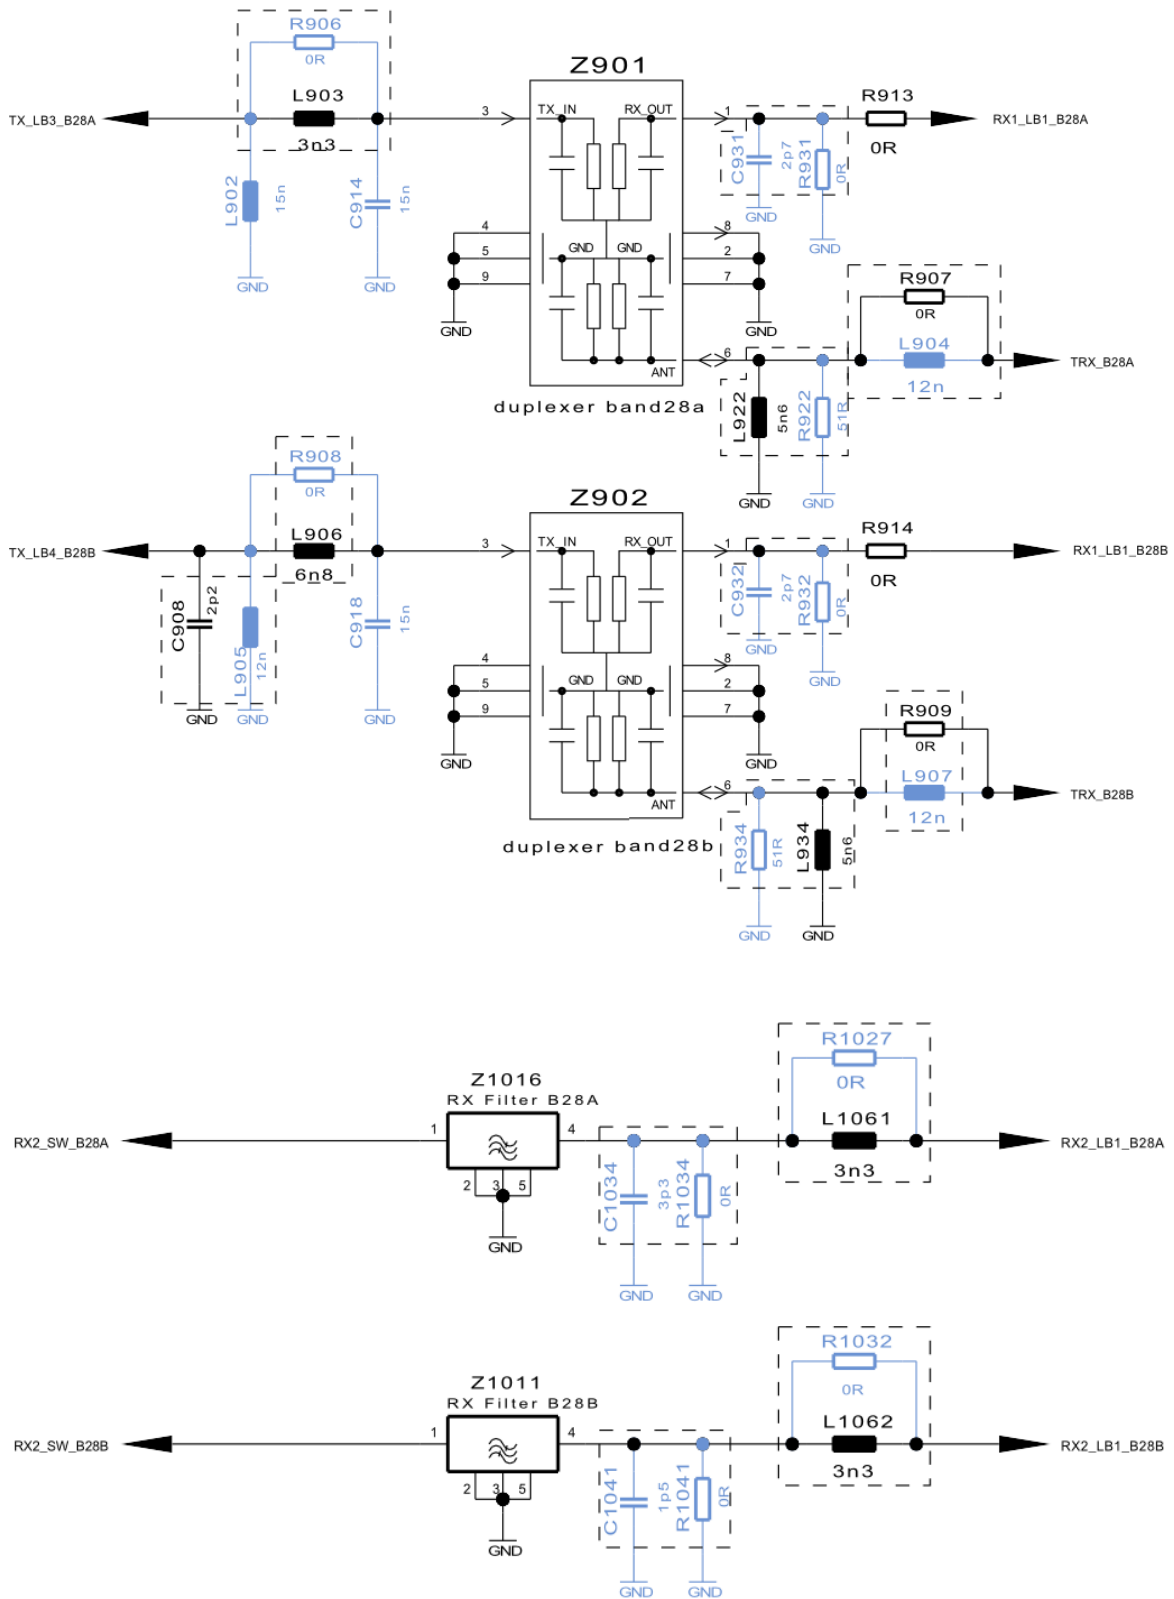 R906
0R
Z901
L903
TX_IN
RX_OUT
R913
TX_LB3_B28A
3
1
RX1_LB1_B28A
3n3
0R
L902
15n
C914
15n
C931
2p7
R931
0R
GND
GND
GND
GND
4
GND
GND
8
5
2
9
7
GND
GND
R907
0R
6
L904
TRX_B28A
ANT
12n
duplexer band28a
L922
5n6
R922
51R
GND
GND
R908
0R
Z902
L906
TX_IN
RX_OUT
R914
TX_LB4_B28B
3
1
RX1_LB1_B28B
6n8
0R
C908
2p2
L905
12n
C918
15n
C932
2p7
R932
0R
GND
GND
GND
GND
GND
4
GND
GND
8
5
2
9
7
GND
GND
R909
0R
6
L907
TRX_B28B
ANT
12n
duplexer band28b
R934
51R
L934
5n6
GND
GND
R1027
0R
Z1016
RX Filter B28A
L1061
RX2_SW_B28A
1
4
RX2_LB1_B28A
3n3
2
3
5
C1034
3p3
R1034
0R
GND
GND
GND
R1032
0R
Z1011
RX Filter B28B
L1062
RX2_SW_B28B
1
4
RX2_LB1_B28B
3n3
2
3
5
C1041
1p5
R1041
0R
GND
GND
GND